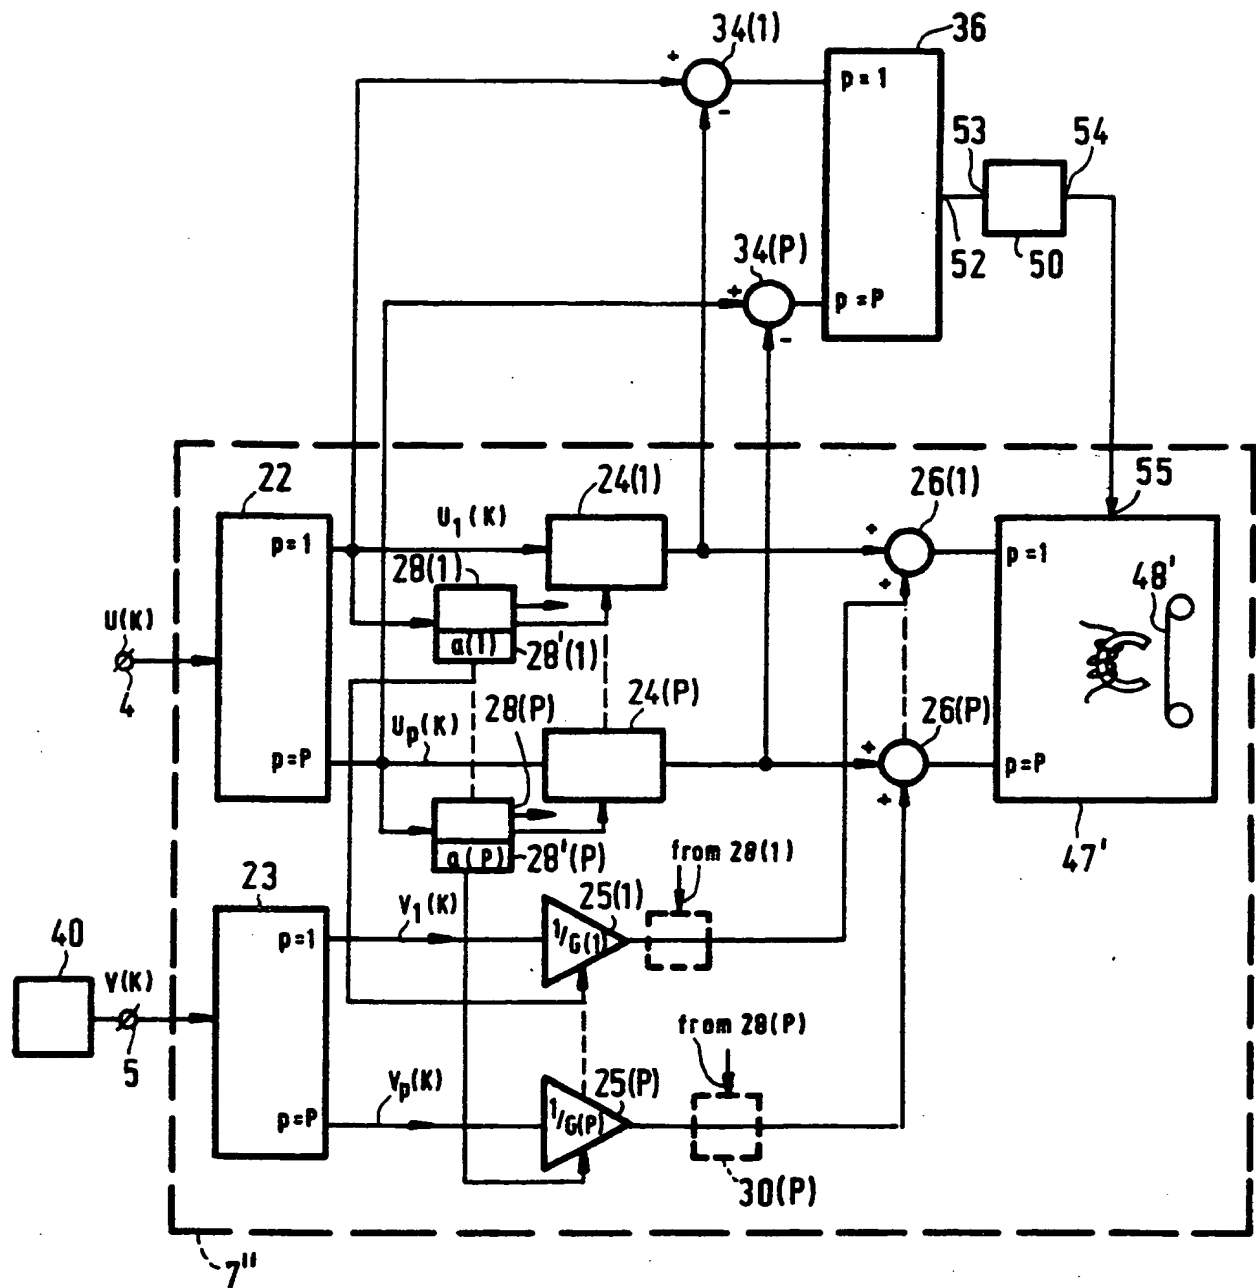 34(1)
36
+
-
p = 1
53
54
34(P)
+
-
p = P
52
50
22
24(1)
26(1)
55
p=1
U₁(K)
+
+
p=1
28(1)
48'
U(K)
4
a(1)
28'(1)
28(P)
24(P)
26(P)
Uₚ(K)
p=P
+
+
p=P
a(P)
28'(P)
from 28(1)
47'
23
V₁(K)
25(1)
40
p=1
1/G(1)
V(K)
5
from 28(P)
Vₚ(K)
25(P)
p=P
1/G(P)
30(P)
7"